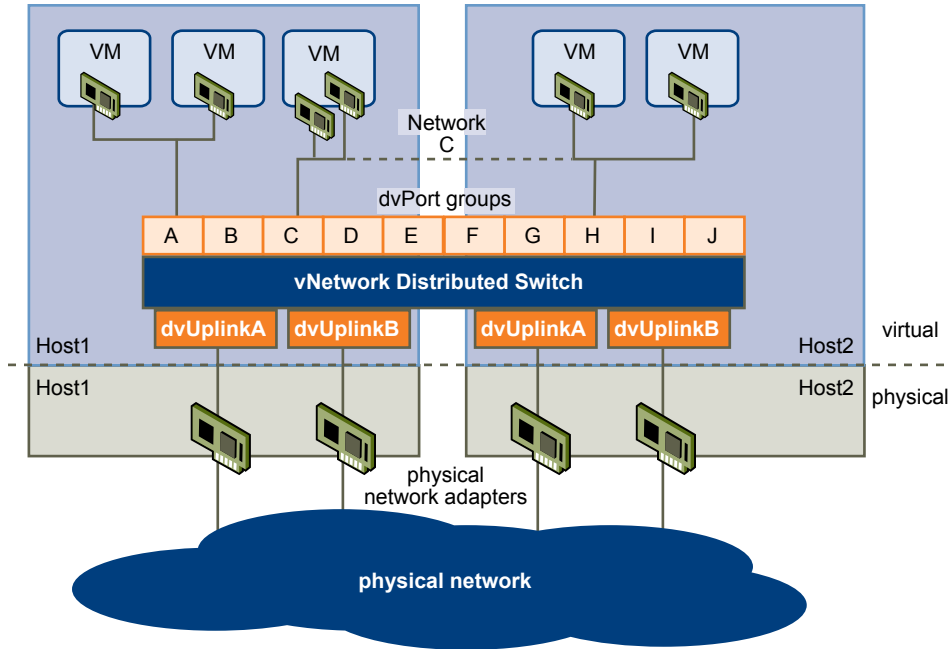 VM
VM
VM
VM
VM
Network
C
dvPort groups
A B C D E F G H I J
vNetwork Distributed Switch
dvUplinkA dvUplinkB dvUplinkA dvUplinkB
virtual
Host1
Host2
Host1
Host2
physical
physical
network adapters
physical network